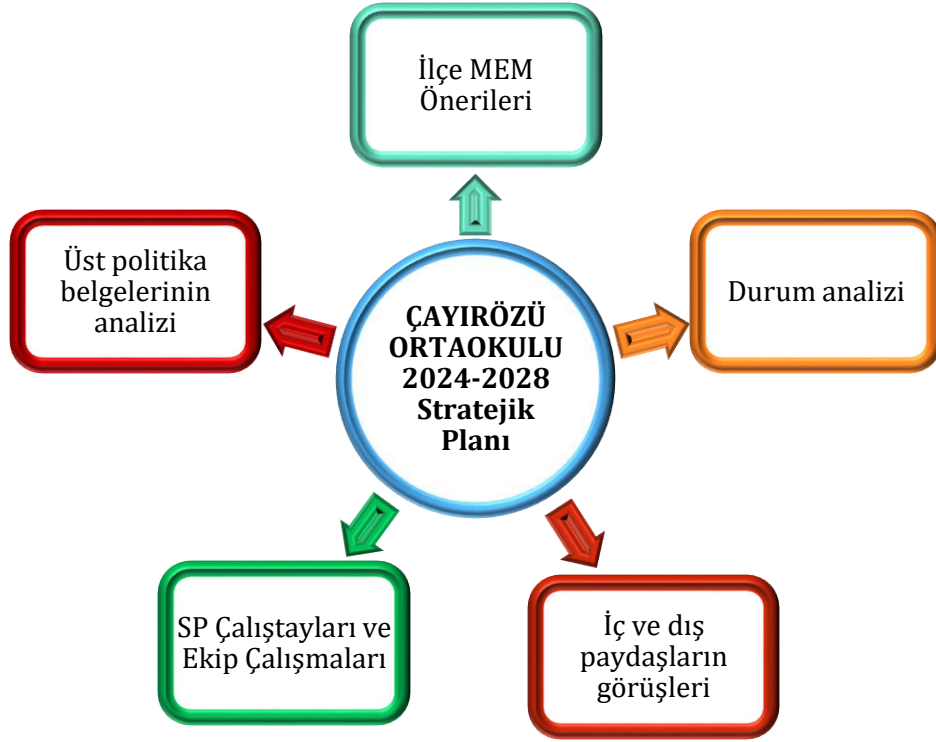 İlçe MEM
Önerileri
Üst politika
belgelerinin
analizi
Durum analizi
ÇAYIRÖZÜ
ORTAOKULU
2024-2028
Stratejik
Planı
SP Çalıştayları ve
Ekip Çalışmaları
İç ve dış
paydaşların
görüşleri